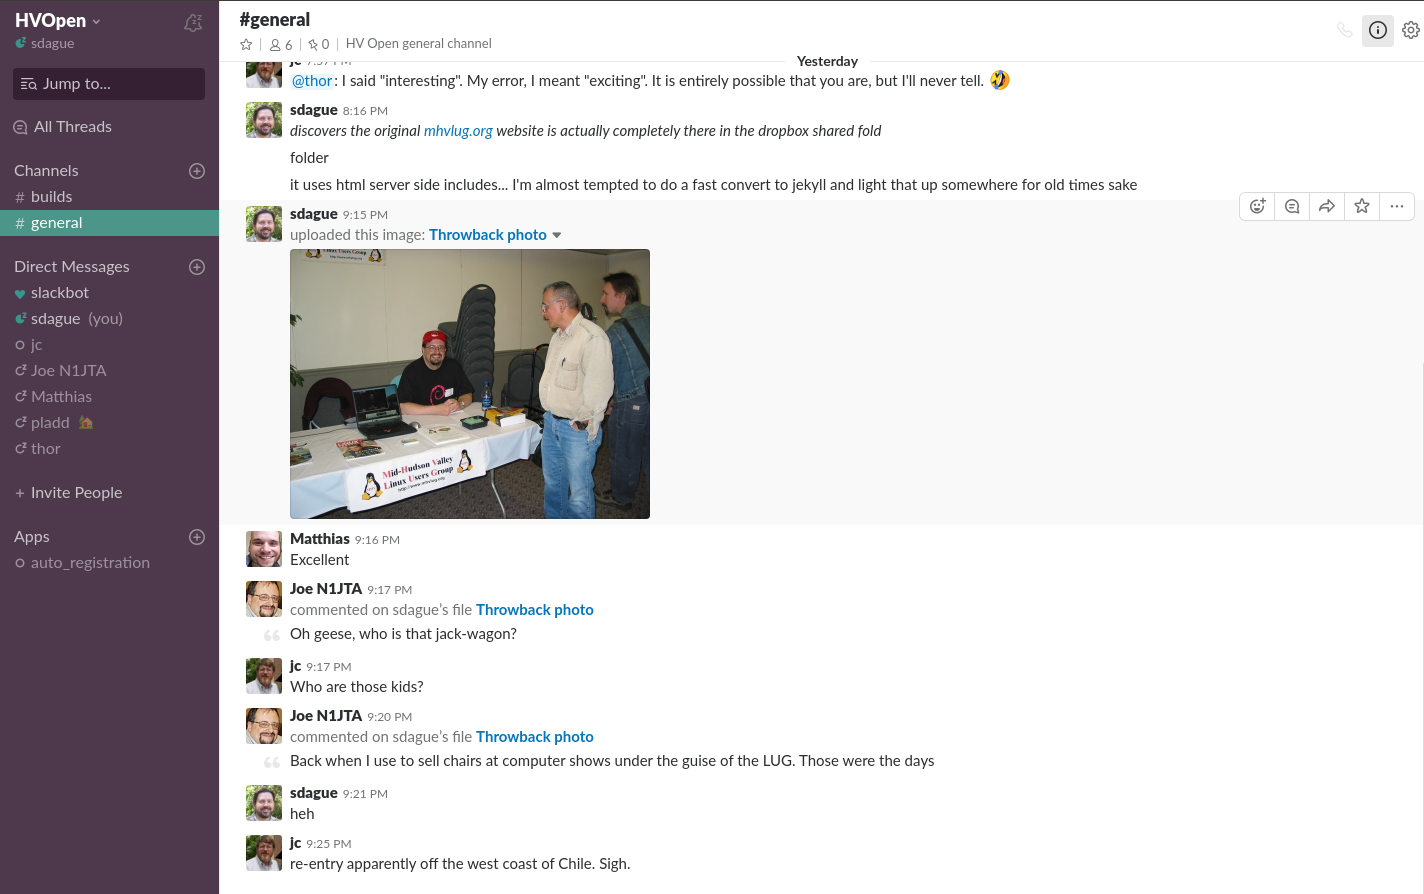 HVOpen
sdague
Jump to...
All Threads
Channels
# builds
# general
Direct Messages
slackbot
sdague (you)
jc
Joe N1JTA
Matthias
pladd
thor
+ Invite People
Apps
auto_registration
#general
6
0
HV Open general channel
Yesterday
jc 7:57 PM
@thor: I said "interesting". My error, I meant "exciting". It is entirely possible that you are, but I'll never tell. 🤣
sdague 8:16 PM
discovers the original mhvlug.org website is actually completely there in the dropbox shared fold
folder
it uses html server side includes... I'm almost tempted to do a fast convert to jekyll and light that up somewhere for old times sake
sdague 9:15 PM
uploaded this image: Throwback photo
Mid-Hudson Valley
Linux Users Group
Matthias 9:16 PM
Excellent
Joe N1JTA 9:17 PM
commented on sdague’s file Throwback photo
Oh geese, who is that jack-wagon?
jc 9:17 PM
Who are those kids?
Joe N1JTA 9:20 PM
commented on sdague’s file Throwback photo
Back when I use to sell chairs at computer shows under the guise of the LUG. Those were the days
sdague 9:21 PM
heh
jc 9:25 PM
re-entry apparently off the west coast of Chile. Sigh.